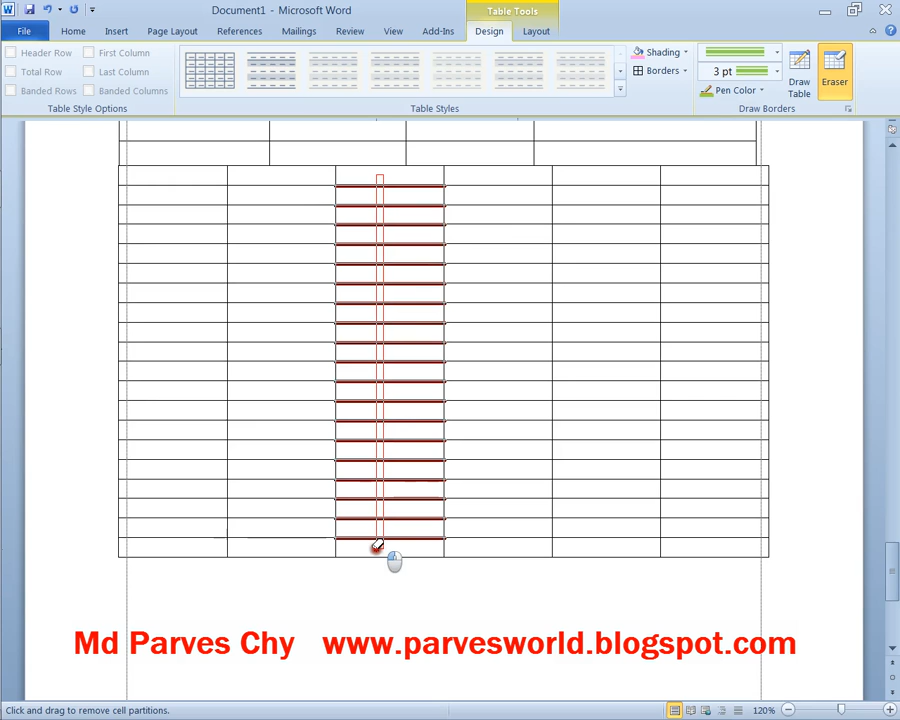 Document1 - Microsoft Word
Table Tools
File Home Insert Page Layout References Mailings Review View Add-Ins Design Layout
Header Row First Column
Total Row Last Column
Banded Rows Banded Columns
Table Style Options
Table Styles
Shading
Borders
3 pt
Pen Color
Draw Table
Eraser
Draw Borders
Md Parves Chy www.parvesworld.blogspot.com
Click and drag to remove cell partitions.
120%